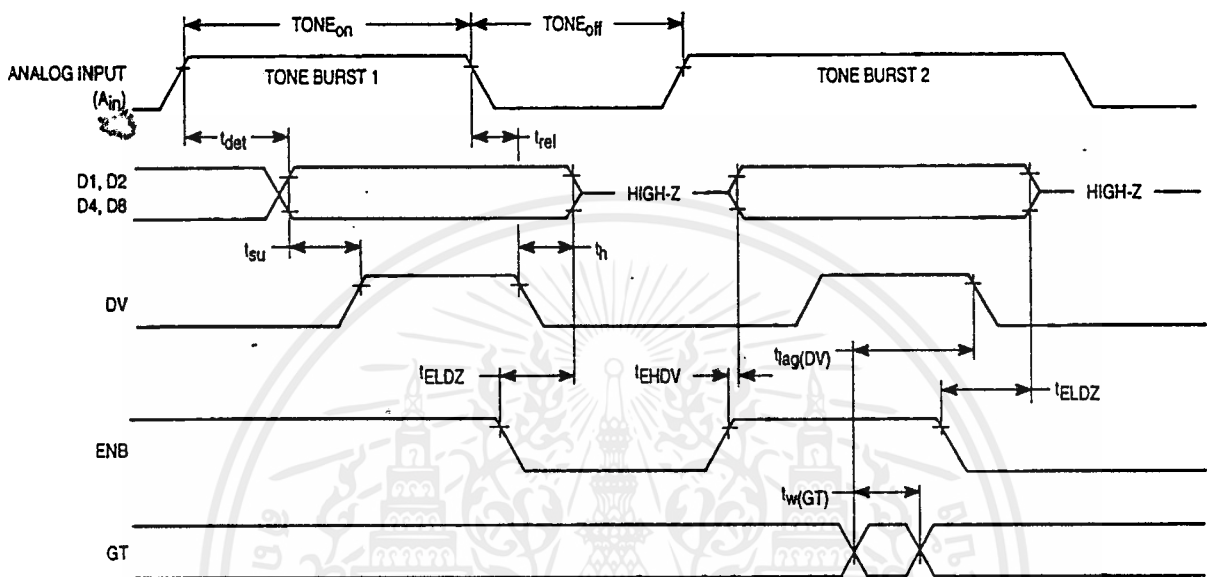 TONEon
TONEoff
ANALOG INPUT
(Ain)
TONE BURST 1
TONE BURST 2
tdet
trel
D1, D2
D4, D8
HIGH-Z
HIGH-Z
tsu
th
DV
tlag(DV)
tELDZ
tEHDV
tELDZ
ENB
tw(GT)
GT